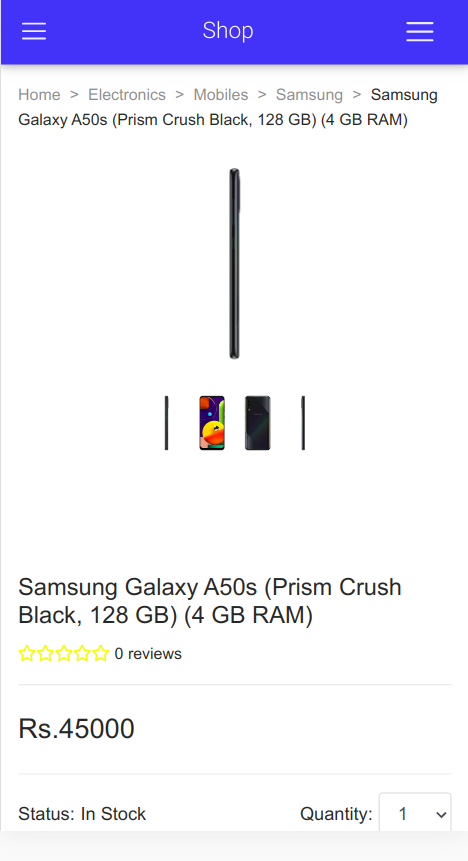 Shop
Home > Electronics > Mobiles > Samsung > Samsung
Galaxy A50s (Prism Crush Black, 128 GB) (4 GB RAM)
Samsung Galaxy A50s (Prism Crush
Black, 128 GB) (4 GB RAM)
0 reviews
Rs.45000
Status: In Stock Quantity: 1